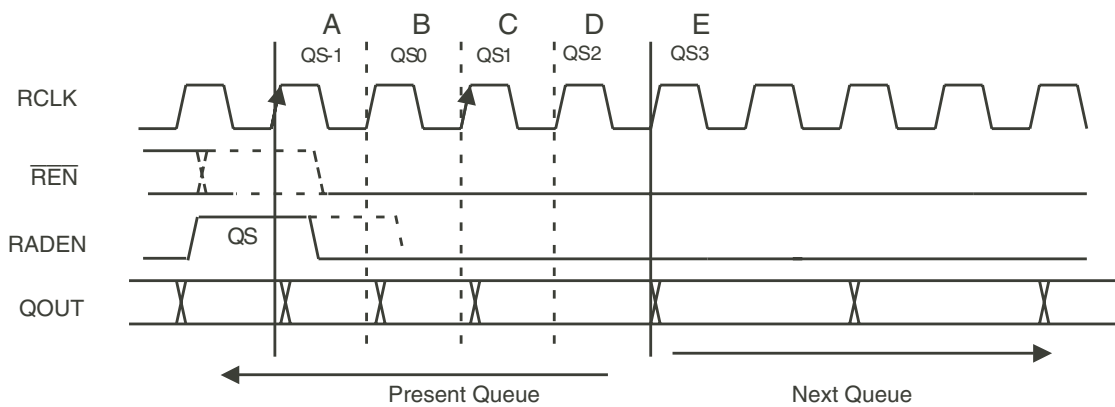 A B C D E
QS-1 QS0 QS1 QS2 QS3
RCLK
REN
RADEN QS
QOUT
Present Queue Next Queue